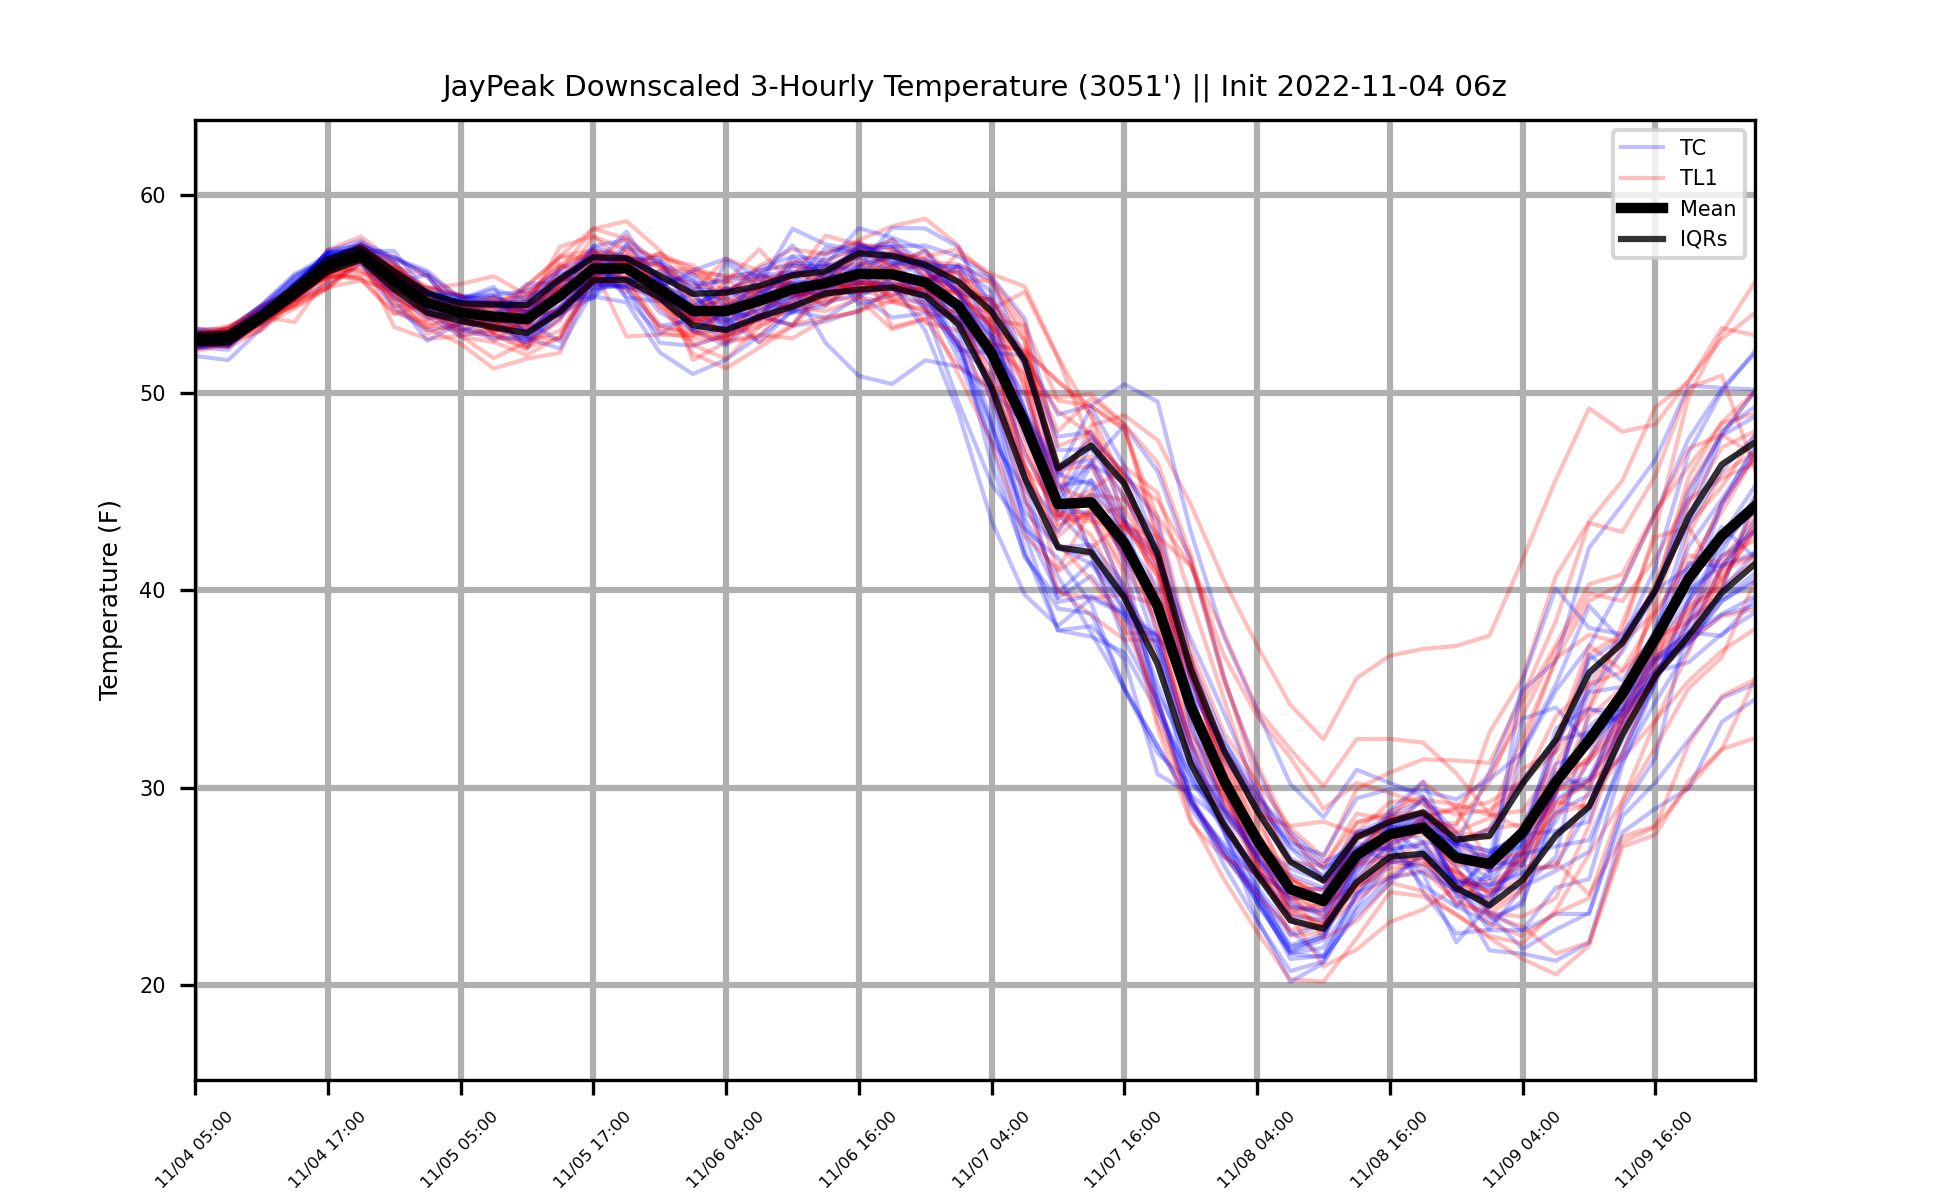 JayPeak Downscaled 3-Hourly Temperature (3051') || Init 2022-11-04 06z
TC
TL1
Mean
IQRs
Temperature (F)
60
50
40
30
20
11/04 05:00
11/04 17:00
11/05 05:00
11/05 17:00
11/06 04:00
11/06 16:00
11/07 04:00
11/07 16:00
11/08 04:00
11/08 16:00
11/09 04:00
11/09 16:00